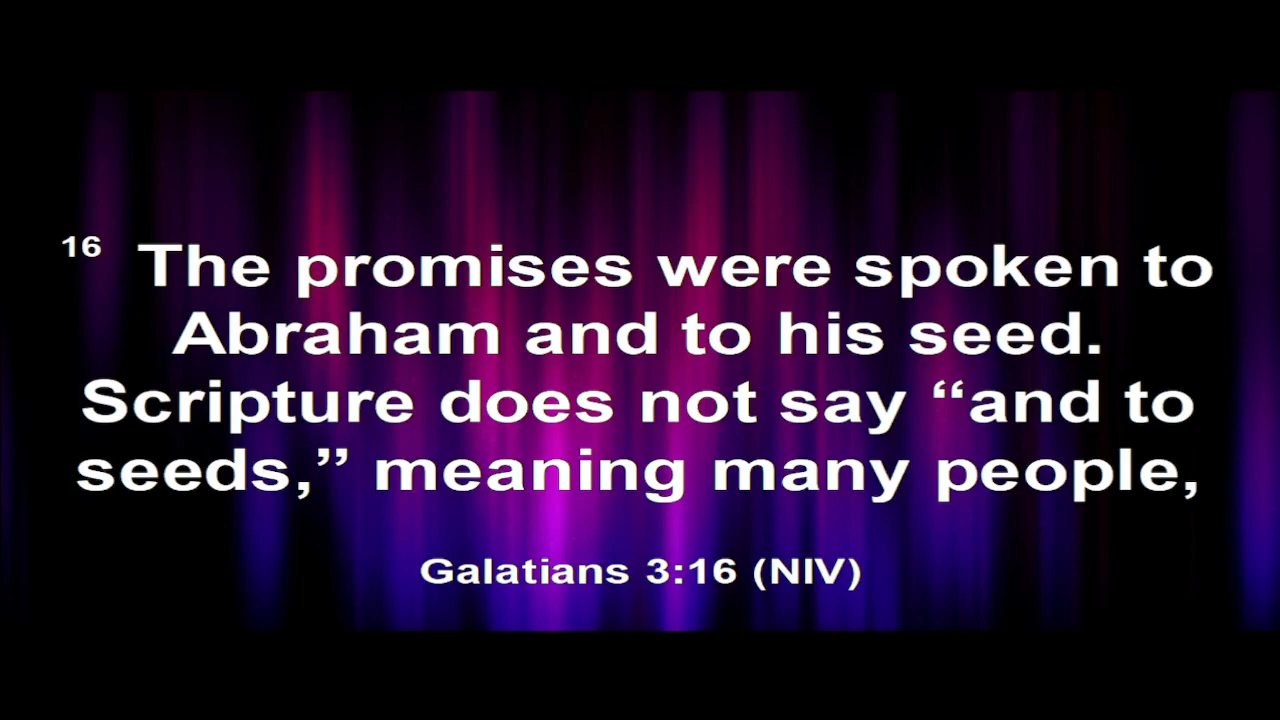 16 The promises were spoken to
Abraham and to his seed.
Scripture does not say “and to
seeds,” meaning many people,
Galatians 3:16 (NIV)